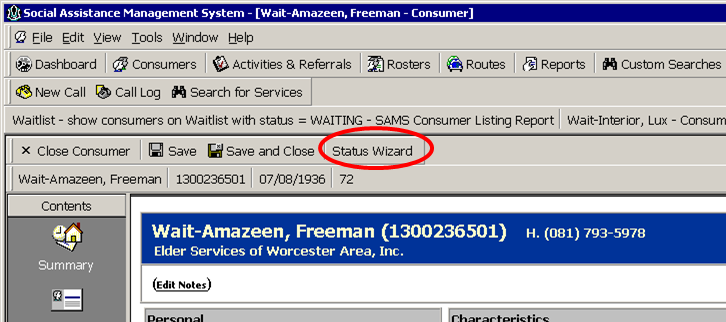 Social Assistance Management System - [Wait-Amazeen, Freeman - Consumer]
File Edit View Tools Window Help
Dashboard Consumers Activities & Referrals Rosters Routes Reports Custom Searches
New Call Call Log Search for Services
Waitlist - show consumers on Waitlist with status = WAITING - SAMS Consumer Listing Report Wait-Interior, Lux - Consum
× Close Consumer Save Save and Close Status Wizard
Wait-Amazeen, Freeman 1300236501 07/08/1936 72
Contents
Wait-Amazeen, Freeman (1300236501) H. (081) 793-5978
Elder Services of Worcester Area, Inc.
Summary
(Edit Notes)
Personal Characteristics